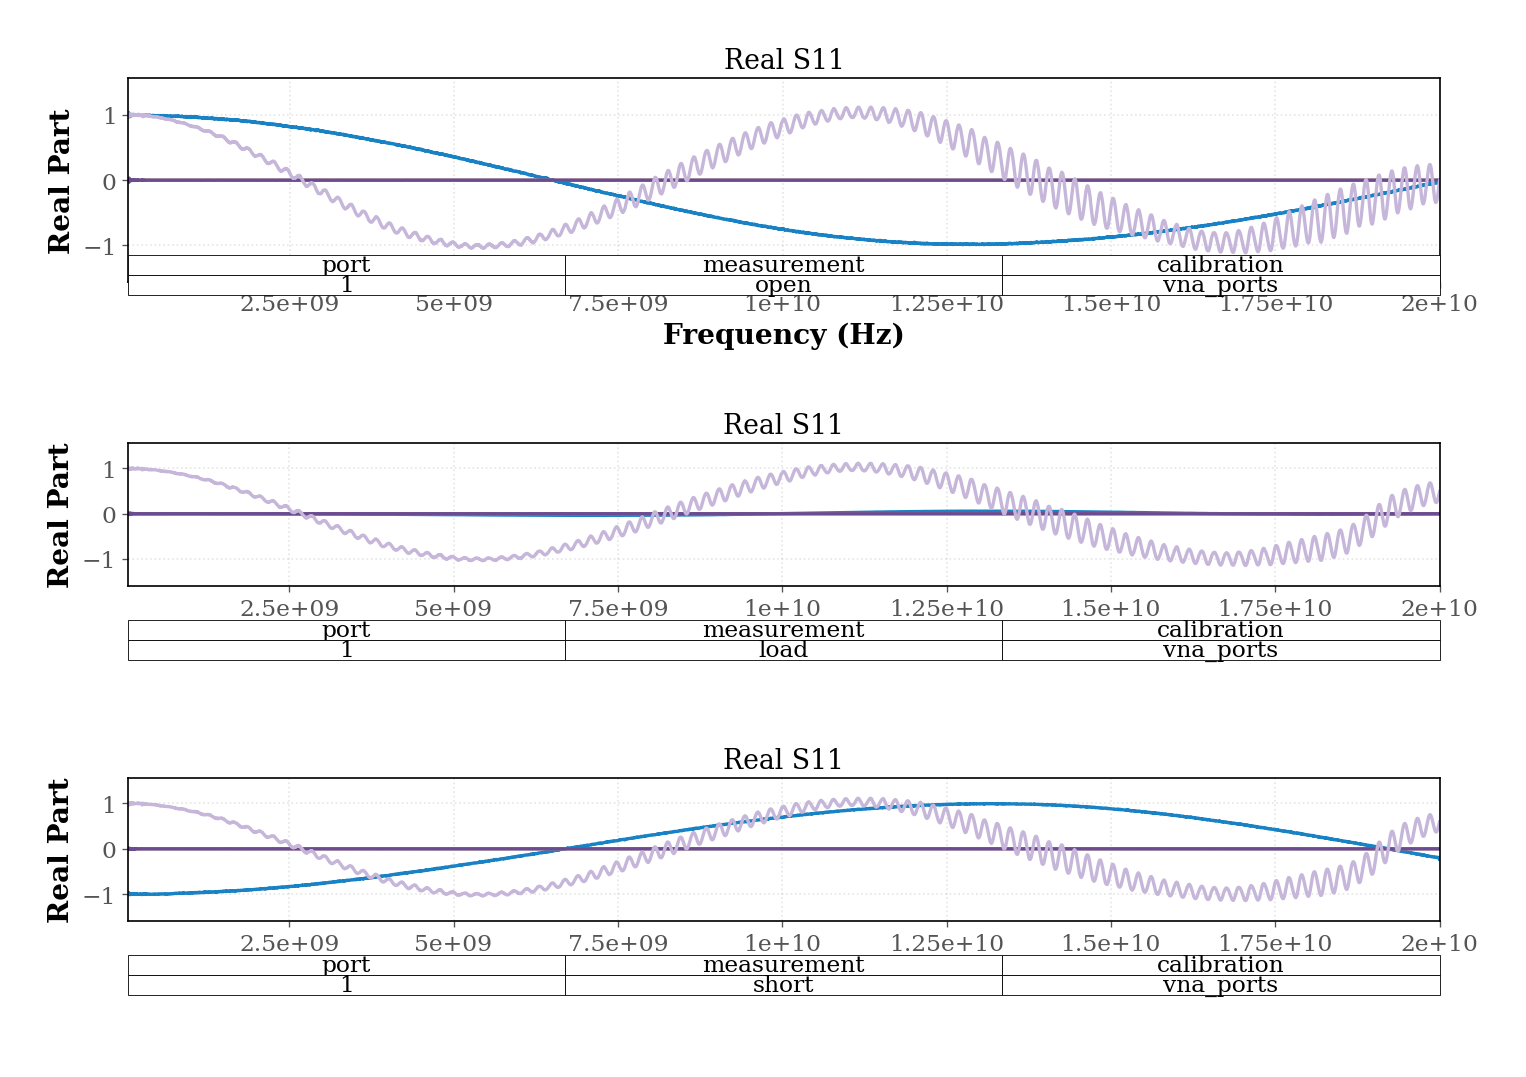 Real S11
Real Part
1
0
−1
port measurement calibration
1 open vna_ports
2.5e+09 5e+09 7.5e+09 1e+10 1.25e+10 1.5e+10 1.75e+10 2e+10
Frequency (Hz)
Real S11
Real Part
1
0
−1
2.5e+09 5e+09 7.5e+09 1e+10 1.25e+10 1.5e+10 1.75e+10 2e+10
port measurement calibration
1 load vna_ports
Real S11
Real Part
1
0
−1
2.5e+09 5e+09 7.5e+09 1e+10 1.25e+10 1.5e+10 1.75e+10 2e+10
port measurement calibration
1 short vna_ports